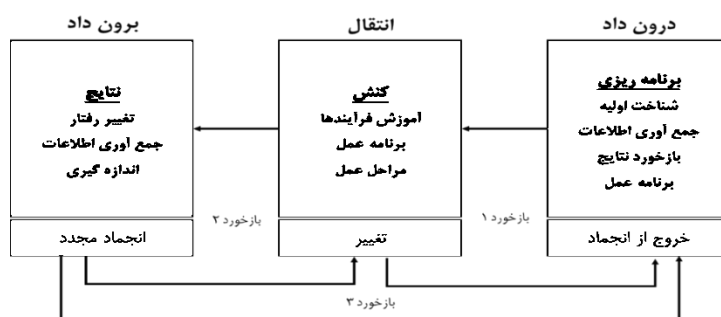 درون داد
برنامه ریزی
شناخت اولیه
جمع آوری اطلاعات
بازخورد نتایج
برنامه عمل
خروج از انجماد
انتقال
کنش
آموزش فرآیندها
برنامه عمل
مراحل عمل
تغییر
برون داد
نتایج
تغییر رفتار
جمع آوری اطلاعات
اندازه گیری
انجماد مجدد
بازخورد ۱
بازخورد ۲
بازخورد ۳